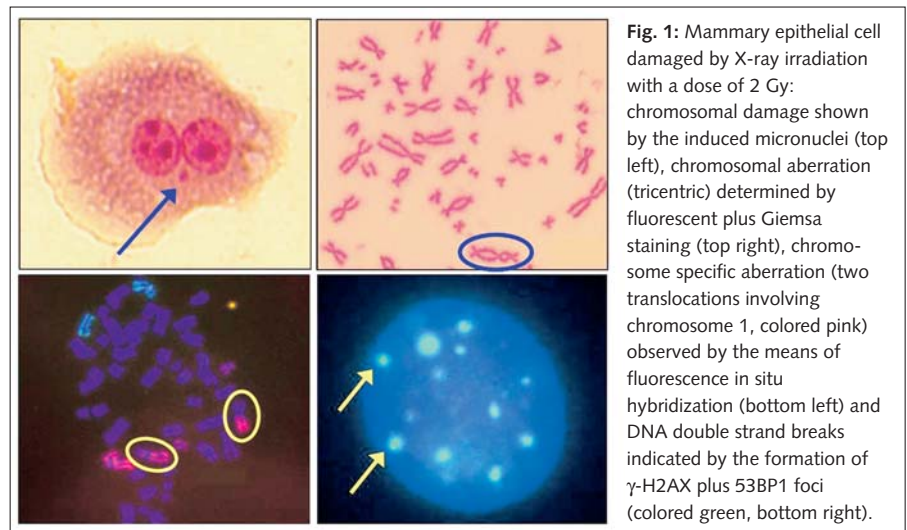 Fig. 1: Mammary epithelial cell
damaged by X-ray irradiation
with a dose of 2 Gy:
chromosomal damage shown
by the induced micronuclei (top
left), chromosomal aberration
(tricentric) determined by
fluorescent plus Giemsa
staining (top right), chromo-
some specific aberration (two
translocations involving
chromosome 1, colored pink)
observed by the means of
fluorescence in situ
hybridization (bottom left) and
DNA double strand breaks
indicated by the formation of
γ-H2AX plus 53BP1 foci
(colored green, bottom right).